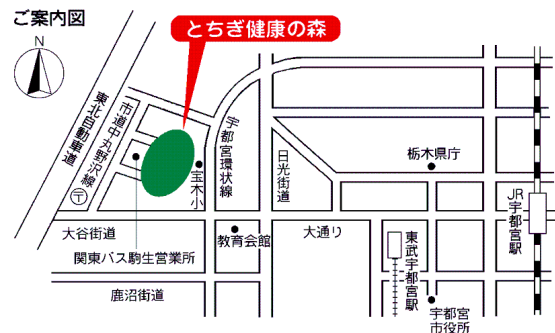 ご案内図
とちぎ健康の森
N
東北自動車道
市道中丸野沢線
〒
宇都宮環状線
宝木小
日光街道
栃木県庁
JR宇都宮駅
大谷街道
教育会館
大通り
東武宇都宮駅
関東バス駒生営業所
鹿沼街道
宇都宮
市役所